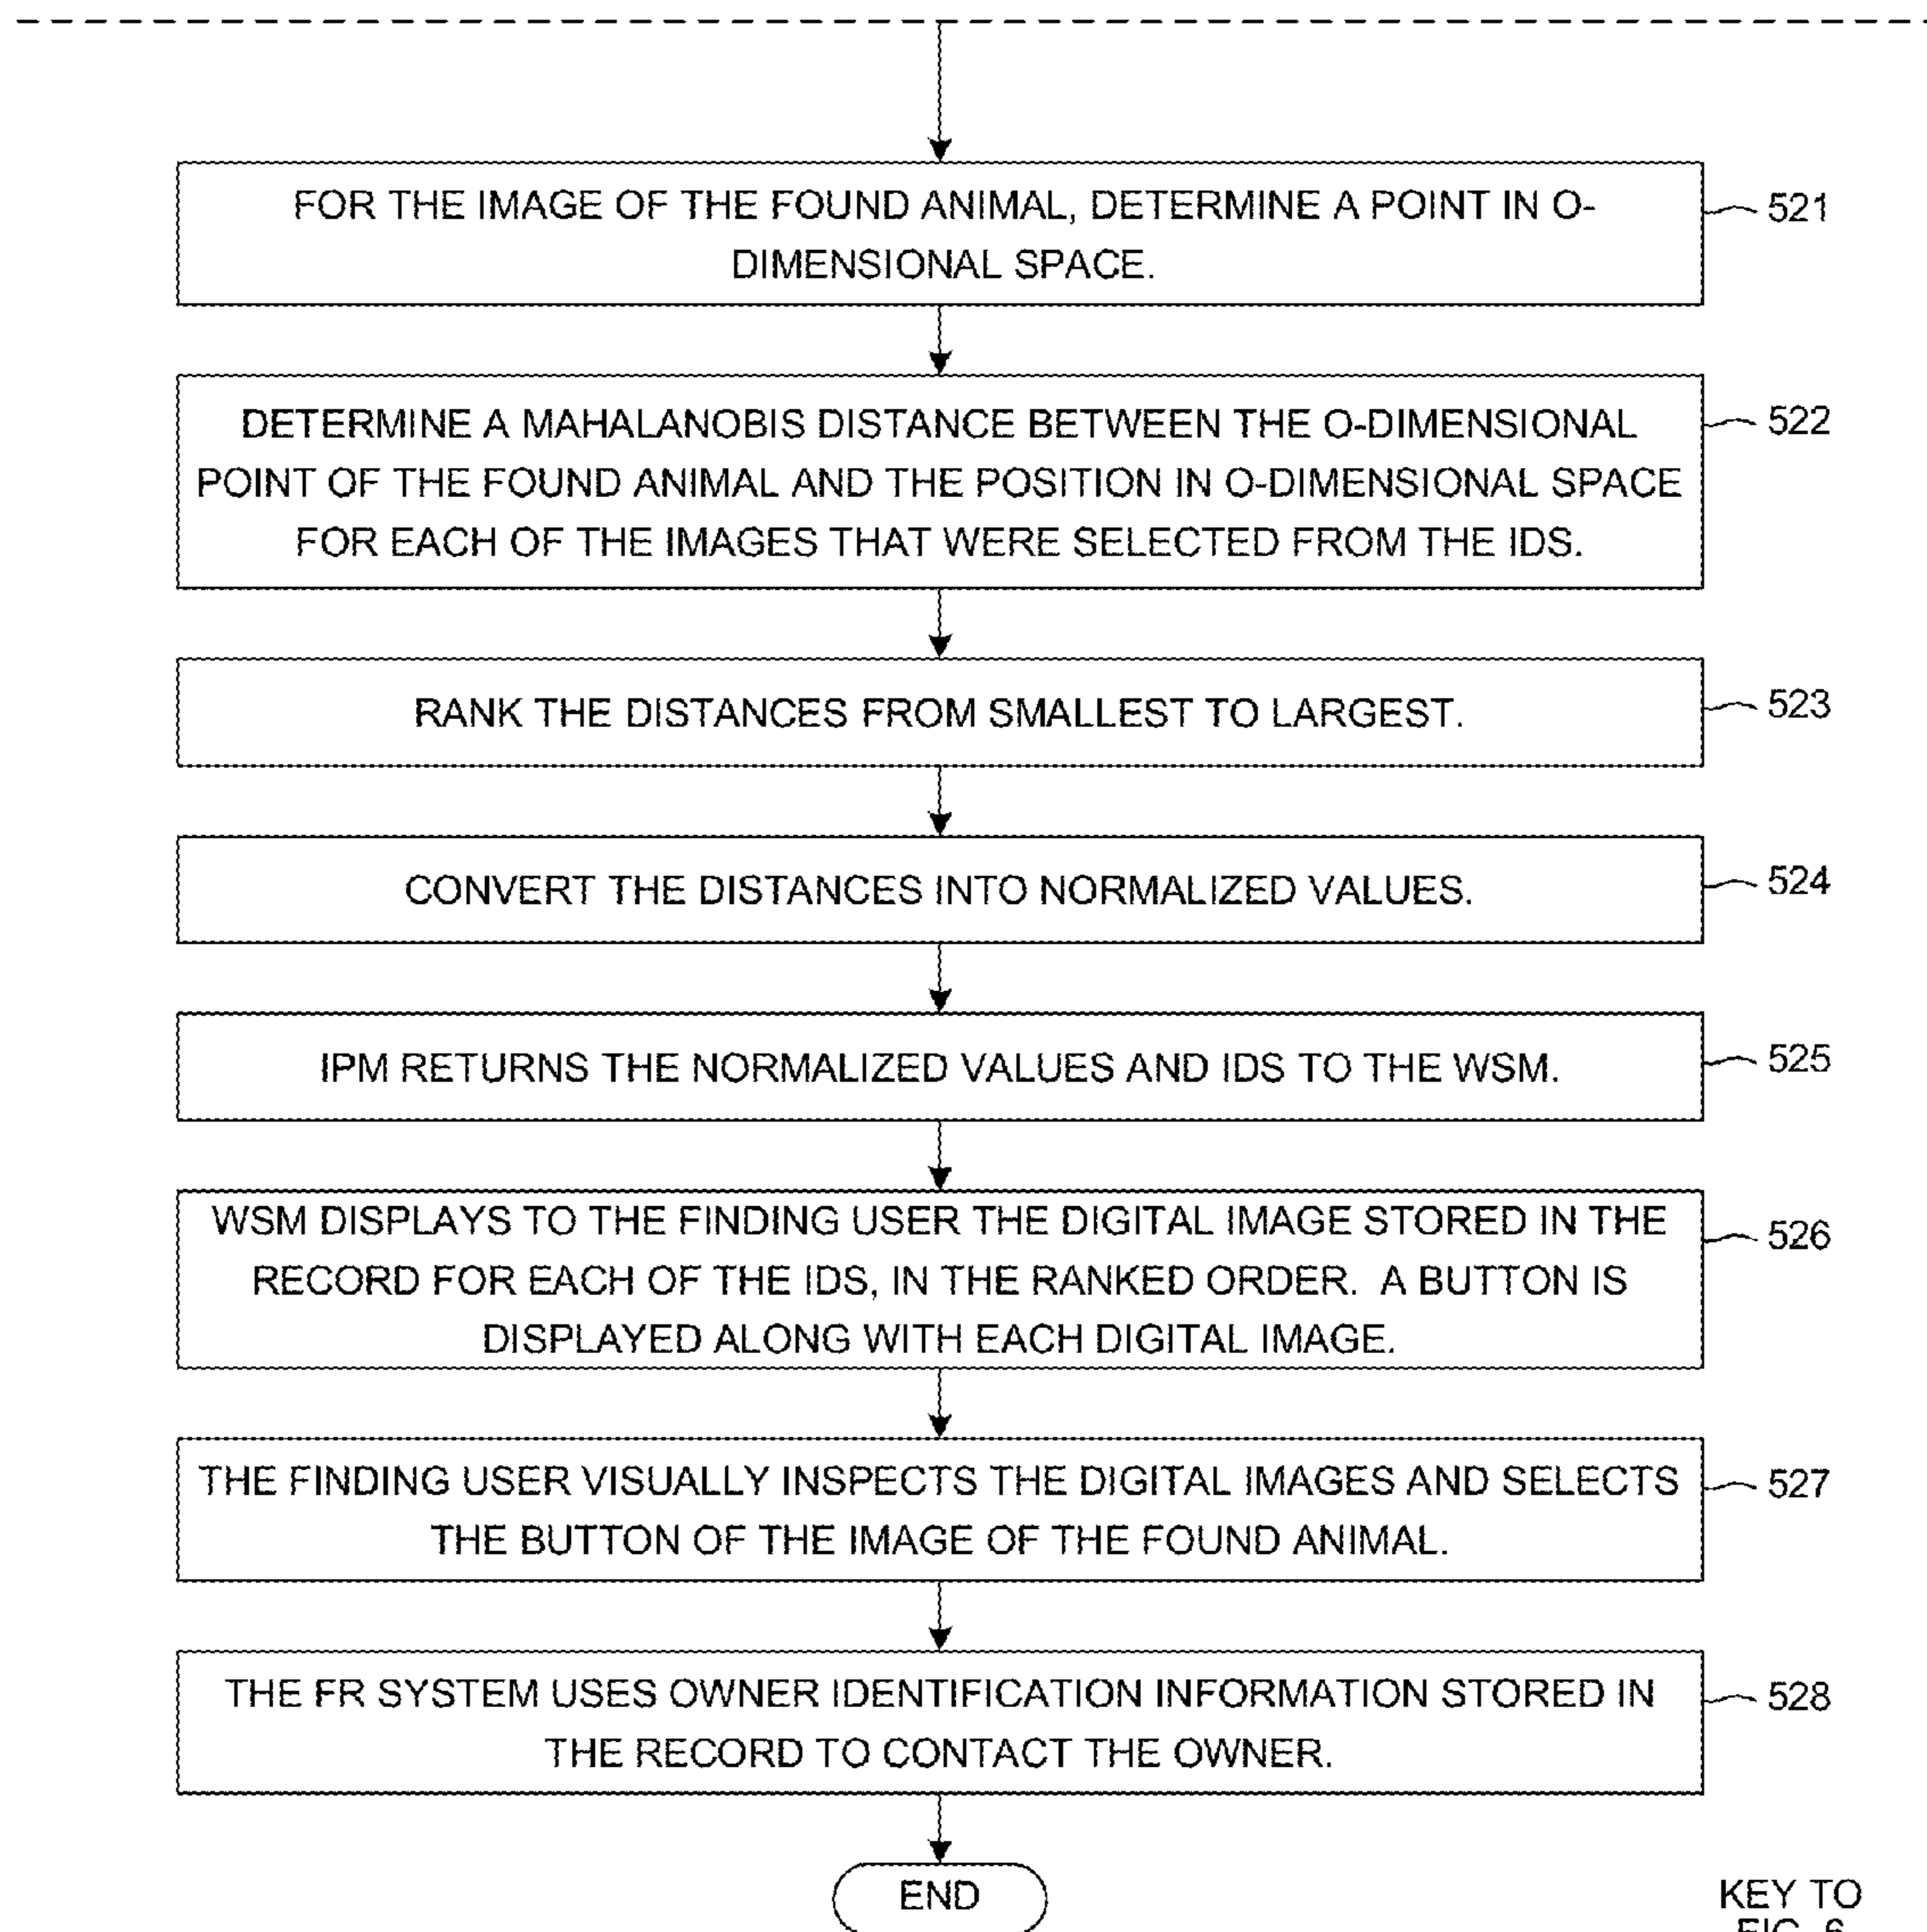 FOR THE IMAGE OF THE FOUND ANIMAL, DETERMINE A POINT IN O-
DIMENSIONAL SPACE.
521
DETERMINE A MAHALANOBIS DISTANCE BETWEEN THE O-DIMENSIONAL
POINT OF THE FOUND ANIMAL AND THE POSITION IN O-DIMENSIONAL SPACE
FOR EACH OF THE IMAGES THAT WERE SELECTED FROM THE IDS.
522
RANK THE DISTANCES FROM SMALLEST TO LARGEST.
523
CONVERT THE DISTANCES INTO NORMALIZED VALUES.
524
IPM RETURNS THE NORMALIZED VALUES AND IDS TO THE WSM.
525
WSM DISPLAYS TO THE FINDING USER THE DIGITAL IMAGE STORED IN THE
RECORD FOR EACH OF THE IDS, IN THE RANKED ORDER. A BUTTON IS
DISPLAYED ALONG WITH EACH DIGITAL IMAGE.
526
THE FINDING USER VISUALLY INSPECTS THE DIGITAL IMAGES AND SELECTS
THE BUTTON OF THE IMAGE OF THE FOUND ANIMAL.
527
THE FR SYSTEM USES OWNER IDENTIFICATION INFORMATION STORED IN
THE RECORD TO CONTACT THE OWNER.
528
END
KEY TO
FIG. 6